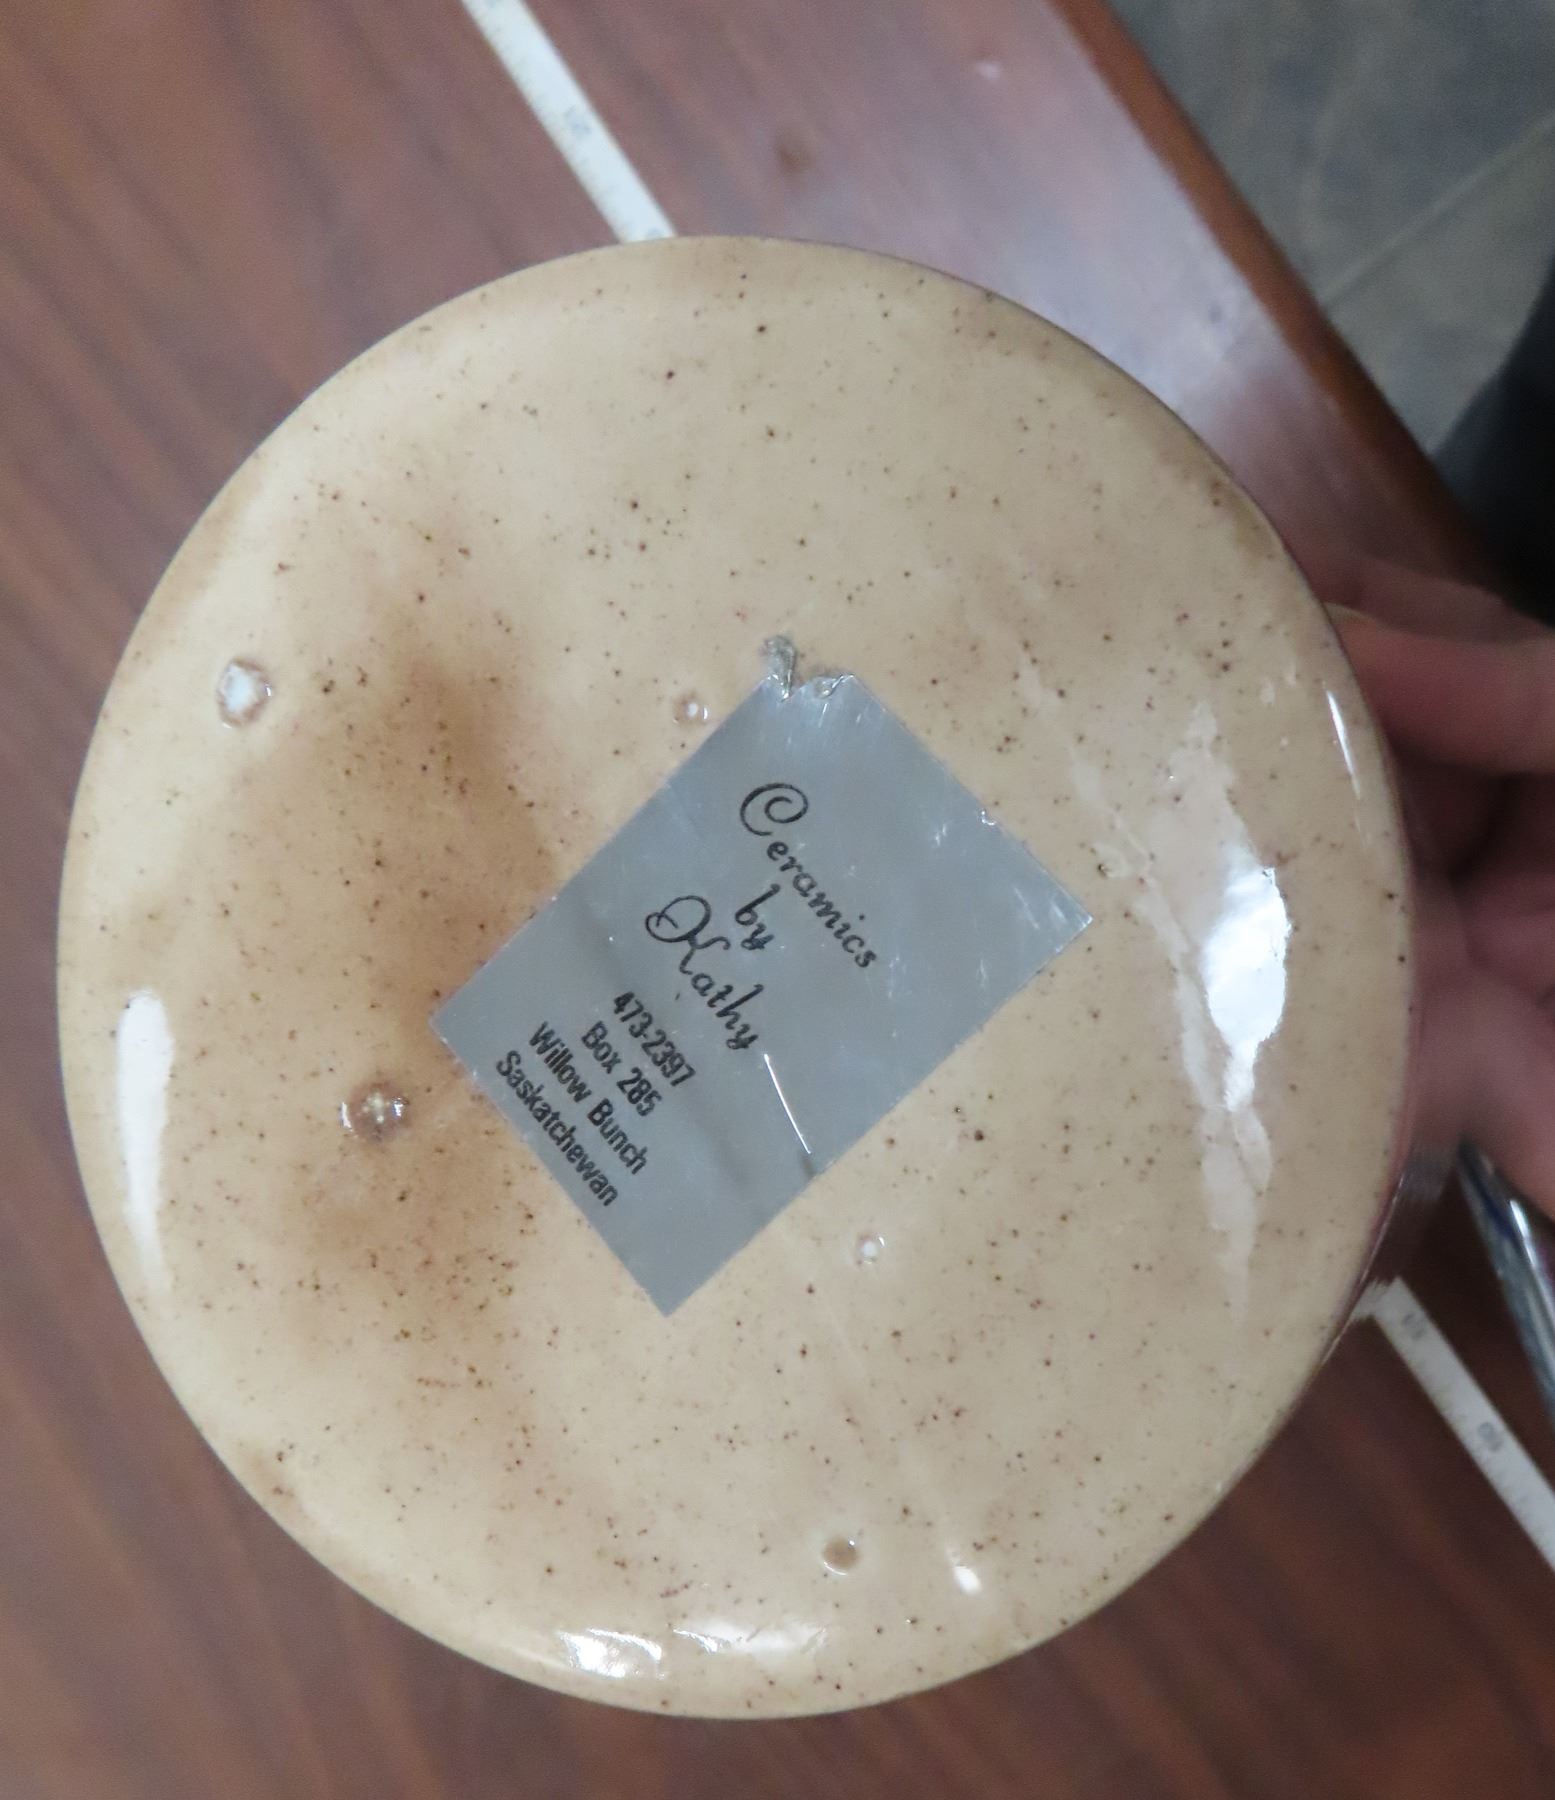 Ceramics
by
Kathy
473-2397
Box 285
Willow Bunch
Saskatchewan